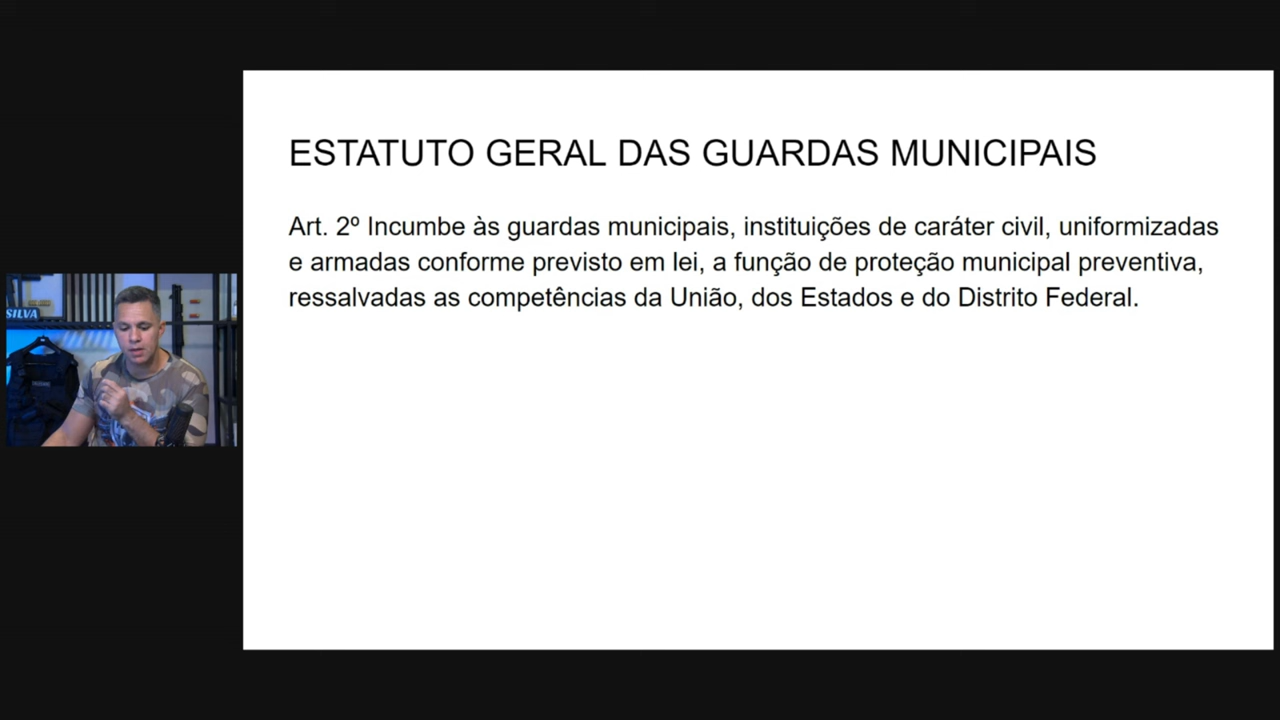 ESTATUTO GERAL DAS GUARDAS MUNICIPAIS
Art. 2º Incumbe às guardas municipais, instituições de caráter civil, uniformizadas
e armadas conforme previsto em lei, a função de proteção municipal preventiva,
ressalvadas as competências da União, dos Estados e do Distrito Federal.
SILVA